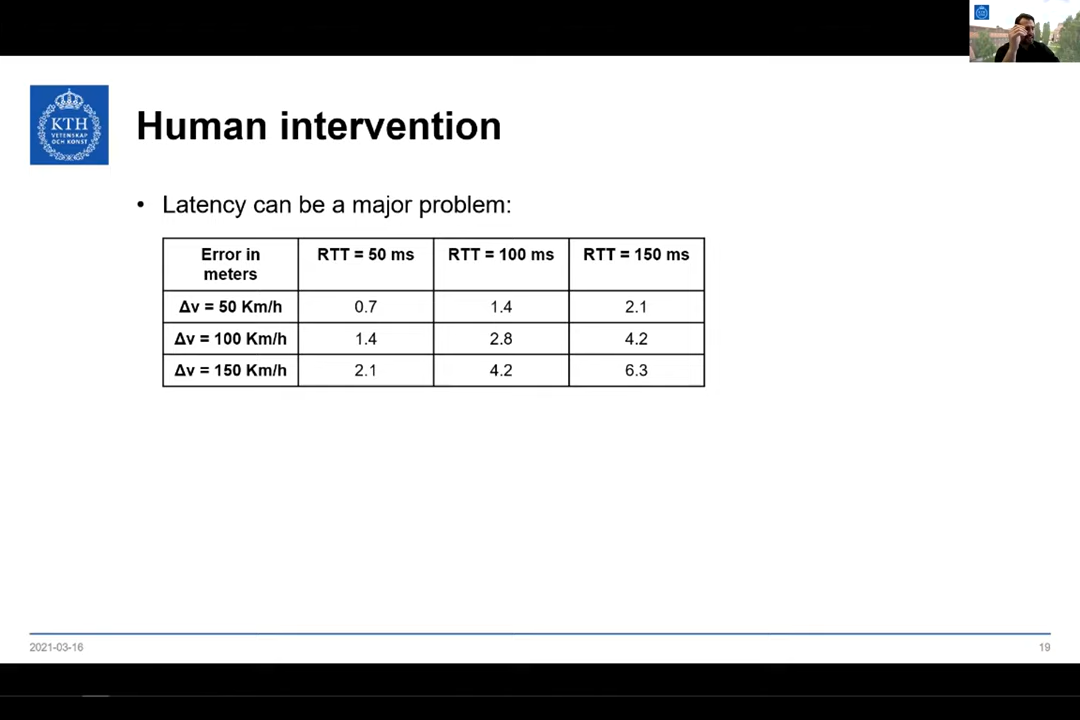 KTH
VETENSKAP
OCH KONST
Human intervention
• Latency can be a major problem:
Error in meters RTT = 50 ms RTT = 100 ms RTT = 150 ms
Δv = 50 Km/h 0.7 1.4 2.1
Δv = 100 Km/h 1.4 2.8 4.2
Δv = 150 Km/h 2.1 4.2 6.3
2021-03-16 19